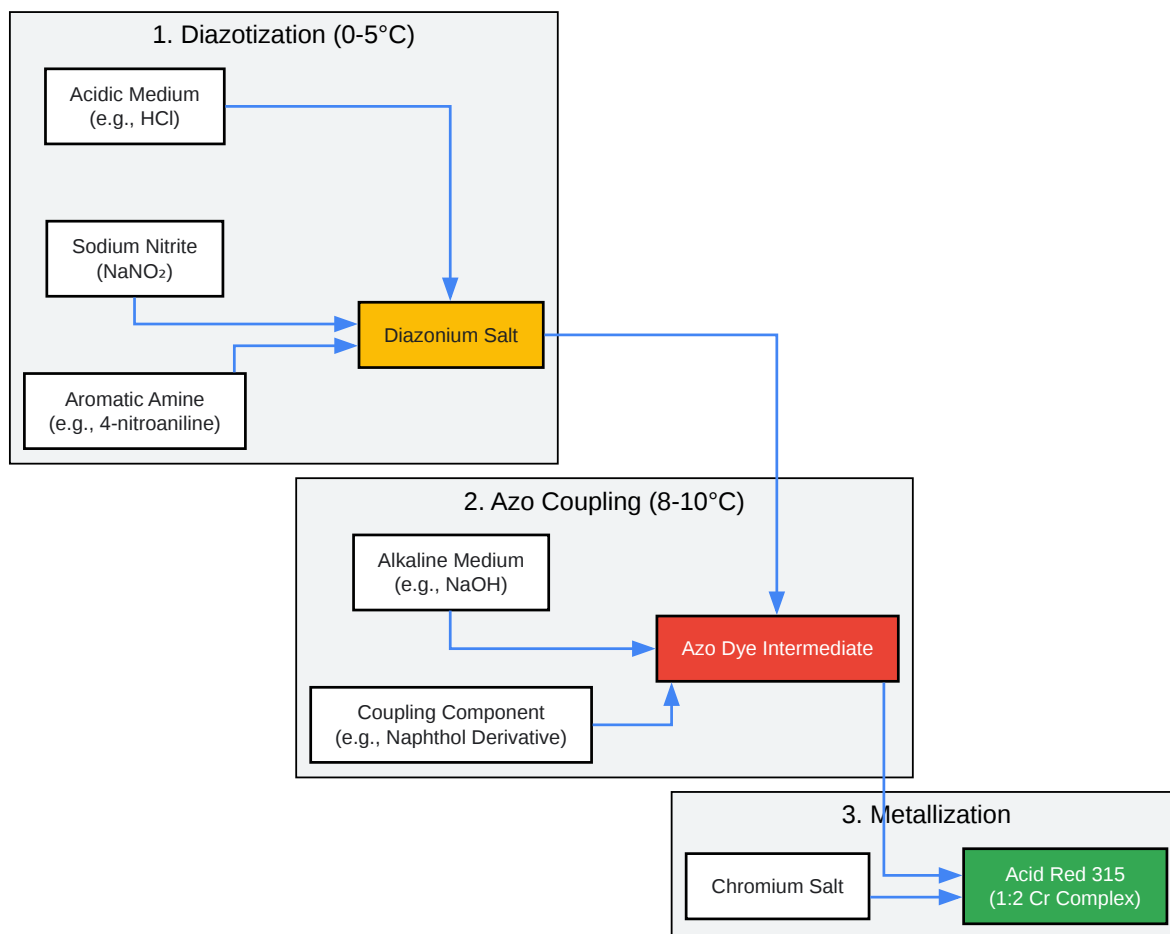 1. Diazotization (0-5°C)
Acidic Medium
(e.g., HCl)
Sodium Nitrite
(NaNO₂)
Diazonium Salt
Aromatic Amine
(e.g., 4-nitroaniline)
2. Azo Coupling (8-10°C)
Alkaline Medium
(e.g., NaOH)
Azo Dye Intermediate
Coupling Component
(e.g., Naphthol Derivative)
3. Metallization
Chromium Salt
Acid Red 315
(1:2 Cr Complex)